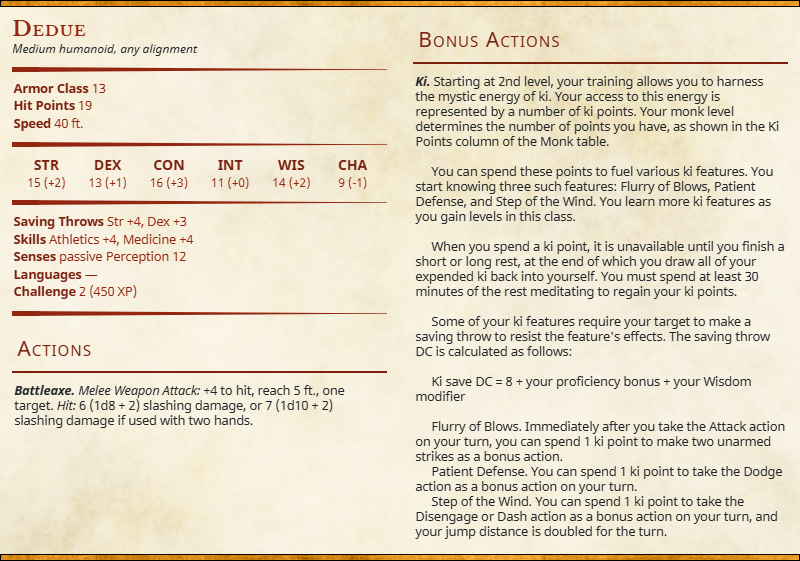 Dedue
Medium humanoid, any alignment
Armor Class 13
Hit Points 19
Speed 40 ft.
STR DEX CON INT WIS CHA
15 (+2) 13 (+1) 16 (+3) 11 (+0) 14 (+2) 9 (-1)
Saving Throws Str +4, Dex +3
Skills Athletics +4, Medicine +4
Senses passive Perception 12
Languages —
Challenge 2 (450 XP)
Actions
Battleaxe. Melee Weapon Attack: +4 to hit, reach 5 ft., one
target. Hit: 6 (1d8 + 2) slashing damage, or 7 (1d10 + 2)
slashing damage if used with two hands.
Bonus Actions
Ki. Starting at 2nd level, your training allows you to harness
the mystic energy of ki. Your access to this energy is
represented by a number of ki points. Your monk level
determines the number of points you have, as shown in the Ki
Points column of the Monk table.
You can spend these points to fuel various ki features. You
start knowing three such features: Flurry of Blows, Patient
Defense, and Step of the Wind. You learn more ki features as
you gain levels in this class.
When you spend a ki point, it is unavailable until you finish a
short or long rest, at the end of which you draw all of your
expended ki back into yourself. You must spend at least 30
minutes of the rest meditating to regain your ki points.
Some of your ki features require your target to make a
saving throw to resist the feature's effects. The saving throw
DC is calculated as follows:
Ki save DC = 8 + your proficiency bonus + your Wisdom
modifier
Flurry of Blows. Immediately after you take the Attack action
on your turn, you can spend 1 ki point to make two unarmed
strikes as a bonus action.
Patient Defense. You can spend 1 ki point to take the Dodge
action as a bonus action on your turn.
Step of the Wind. You can spend 1 ki point to take the
Disengage or Dash action as a bonus action on your turn, and
your jump distance is doubled for the turn.